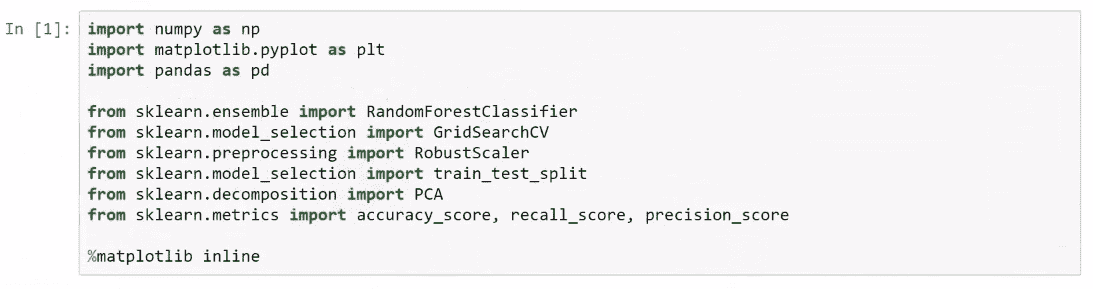 In [1]: import numpy as np
import matplotlib.pyplot as plt
import pandas as pd
from sklearn.ensemble import RandomForestClassifier
from sklearn.model_selection import GridSearchCV
from sklearn.preprocessing import RobustScaler
from sklearn.model_selection import train_test_split
from sklearn.decomposition import PCA
from sklearn.metrics import accuracy_score, recall_score, precision_score
%matplotlib inline